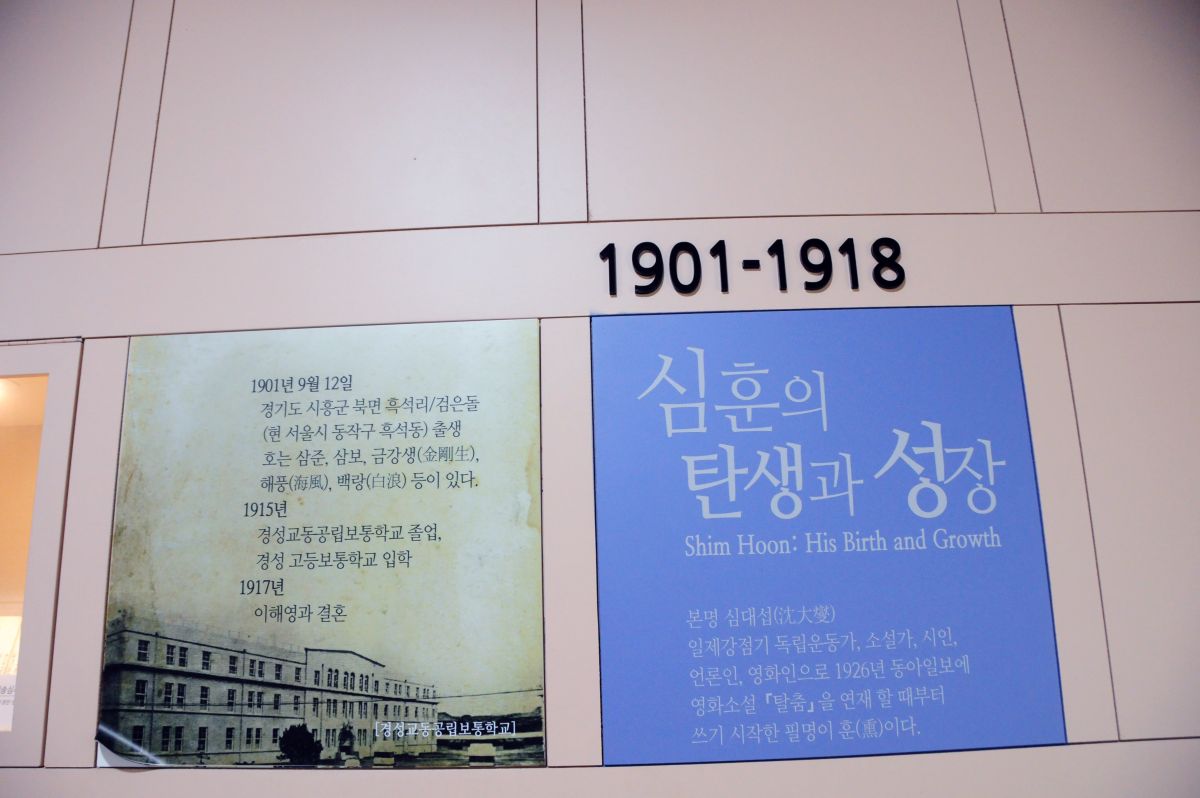 1901-1918
1901년 9월 12일
경기도 시흥군 북면 흑석리/검은돌
(현 서울시 동작구 흑석동) 출생
호는 삼준, 삼보, 금강생(金剛生),
해풍(海風), 백랑(白浪) 등이 있다.
1915년
경성교동공립보통학교 졸업,
경성 고등보통학교 입학
1917년
이해영과 결혼
[경성교동공립보통학교]
심훈의
탄생과 성장
Shim Hoon: His Birth and Growth
본명 심대섭(沈大燮)
일제강점기 독립운동가, 소설가, 시인,
언론인, 영화인으로 1926년 동아일보에
영화소설 『탈춤』을 연재 할 때부터
쓰기 시작한 필명이 훈(熏)이다.